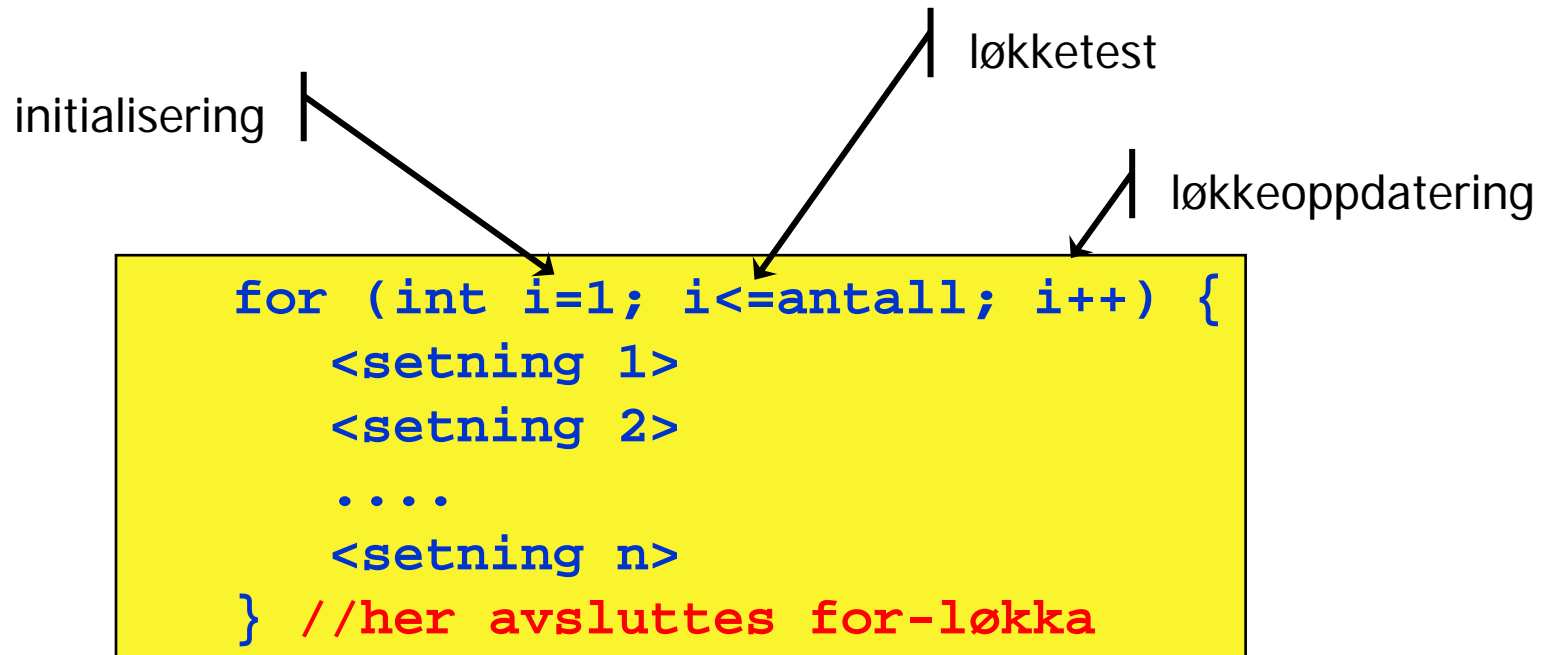 løkketest
initialisering
løkkeoppdatering
for (int i=1; i<=antall; i++) {
<setning 1>
<setning 2>
....
<setning n>
} //her avsluttes for-løkka